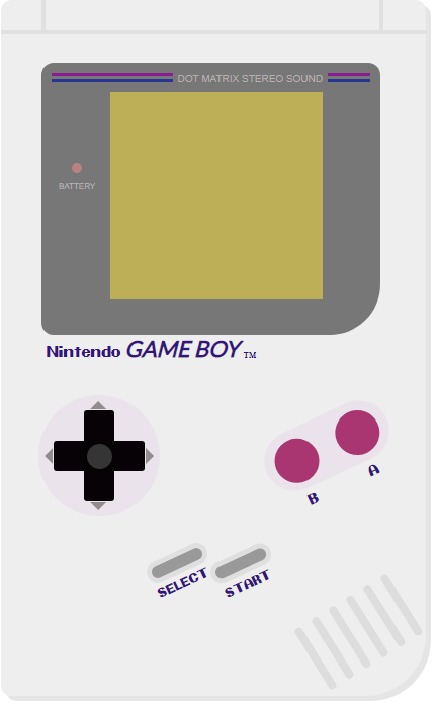 DOT MATRIX STEREO SOUND
BATTERY
Nintendo GAME BOY TM
B
A
SELECT
START